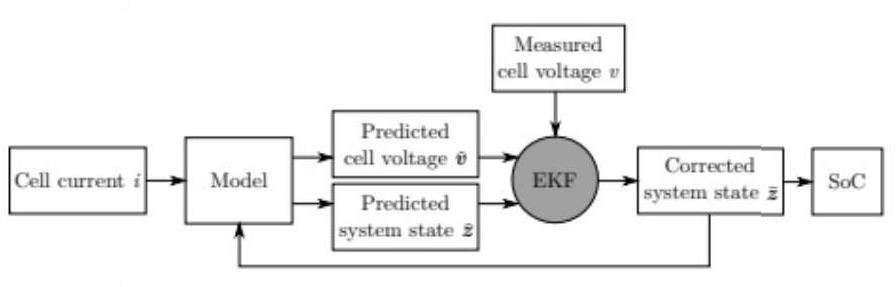 Measured
cell voltage v
Predicted
cell voltage v̂
Cell current i
Model
EKF
Corrected
system state z̄
SoC
Predicted
system state ẑ